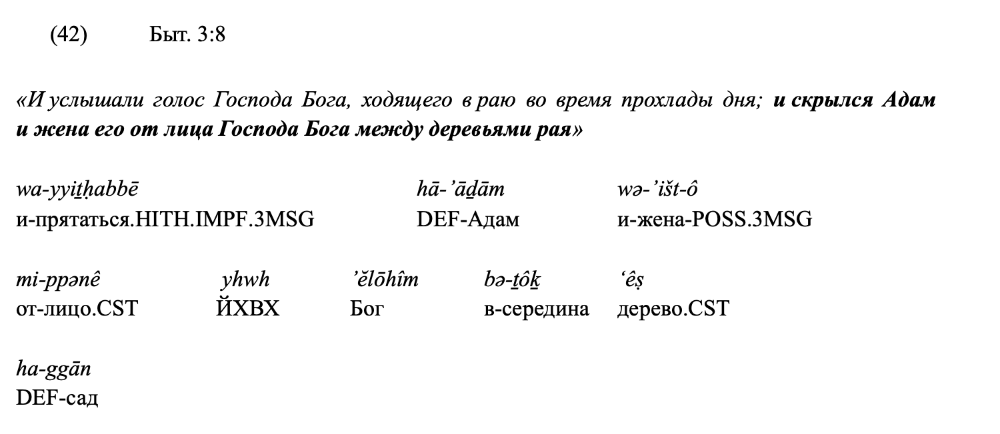 (42) Быт. 3:8
«И услышали голос Господа Бога, ходящего в раю во время прохлады дня; и скрылся Адам
и жена его от лица Господа Бога между деревьями рая»
wa-yyiṯḥabbē hā-ʼāḏām wə-ʼišt-ô
и-прятаться.HITH.IMPF.3MSG DEF-Адам и-жена-POSS.3MSG
mi-ppənê yhwh ʼĕlōhîm bə-ṯôḵ ʻêṣ
от-лицо.CST ЙХВХ Бог в-середина дерево.CST
ha-ggān
DEF-сад